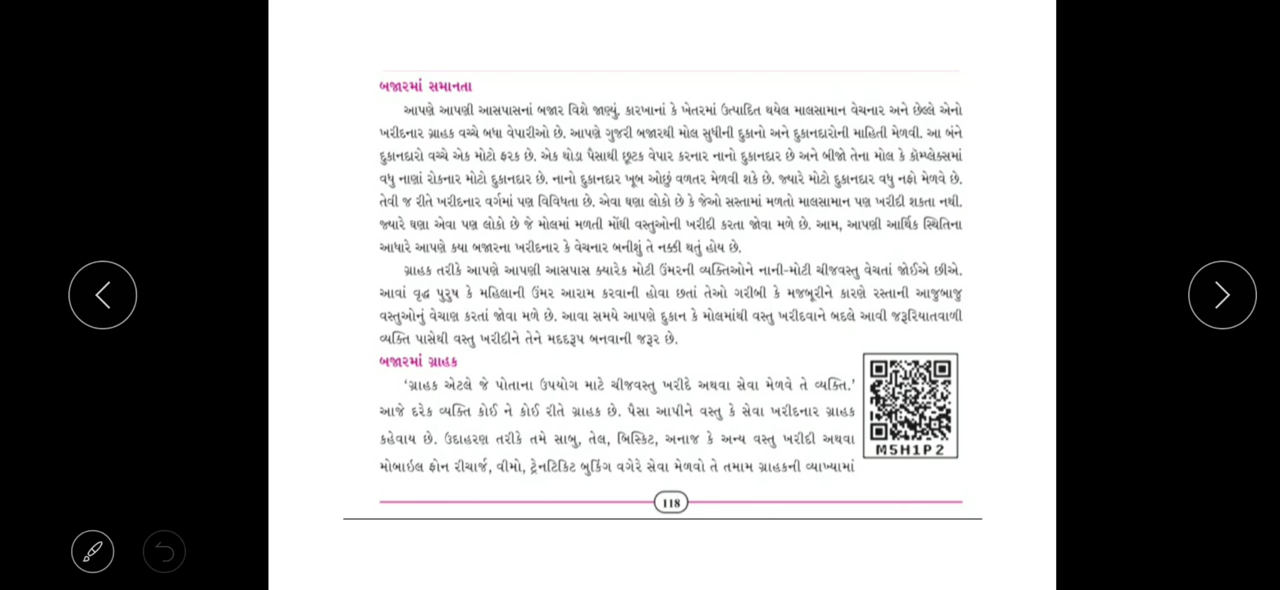 બજારમાં સમાનતા
આપણે આપણી આસપાસનાં બજાર વિશે જાણ્યું. કારખાનાં કે ખેતરમાં ઉત્પાદિત થયેલ માલસામાન વેચનાર અને છેલ્લે એનો
ખરીદનાર ગ્રાહક વચ્ચે બધા વેપારીઓ છે. આપણે ગુજરી બજારથી મોલ સુધીની દુકાનો અને દુકાનદારોની માહિતી મેળવી. આ બંને
દુકાનદારો વચ્ચે એક મોટો ફરક છે. એક થોડા પૈસાથી છૂટક વેપાર કરનાર નાનો દુકાનદાર છે અને બીજો તેના મોલ કે કૉમ્પ્લેક્સમાં
વધુ નાણાં રોકનાર મોટો દુકાનદાર છે. નાનો દુકાનદાર ખૂબ ઓછું વળતર મેળવી શકે છે. જ્યારે મોટો દુકાનદાર વધુ નફો મેળવે છે.
તેવી જ રીતે ખરીદનાર વર્ગમાં પણ વિવિધતા છે. એવા ઘણા લોકો છે કે જેઓ સસ્તામાં મળતો માલસામાન પણ ખરીદી શકતા નથી.
જ્યારે ઘણા એવા પણ લોકો છે જે મોલમાં મળતી મોંઘી વસ્તુઓની ખરીદી કરતા જોવા મળે છે. આમ, આપણી આર્થિક સ્થિતિના
આધારે આપણે કયા બજારના ખરીદનાર કે વેચનાર બનીશું તે નક્કી થતું હોય છે.
ગ્રાહક તરીકે આપણે આપણી આસપાસ ક્યારેક મોટી ઉંમરની વ્યક્તિઓને નાની-મોટી ચીજવસ્તુ વેચતાં જોઈએ છીએ.
આવાં વૃદ્ધ પુરુષ કે મહિલાની ઉંમર આરામ કરવાની હોવા છતાં તેઓ ગરીબી કે મજબૂરીને કારણે રસ્તાની આજુબાજુ
વસ્તુઓનું વેચાણ કરતાં જોવા મળે છે. આવા સમયે આપણે દુકાન કે મોલમાંથી વસ્તુ ખરીદવાને બદલે આવી જરૂરિયાતવાળી
વ્યક્તિ પાસેથી વસ્તુ ખરીદીને તેને મદદરૂપ બનવાની જરૂર છે.
બજારમાં ગ્રાહક
‘ગ્રાહક એટલે જે પોતાના ઉપયોગ માટે ચીજવસ્તુ ખરીદે અથવા સેવા મેળવે તે વ્યક્તિ.’
આજે દરેક વ્યક્તિ કોઈ ને કોઈ રીતે ગ્રાહક છે. પૈસા આપીને વસ્તુ કે સેવા ખરીદનાર ગ્રાહક
કહેવાય છે. ઉદાહરણ તરીકે તમે સાબુ, તેલ, બિસ્કિટ, અનાજ કે અન્ય વસ્તુ ખરીદી અથવા
M5H1P2
મોબાઇલ ફોન રીચાર્જ, વીમો, ટ્રેનટિકિટ બુકિંગ વગેરે સેવા મેળવો તે તમામ ગ્રાહકની વ્યાખ્યામાં
118